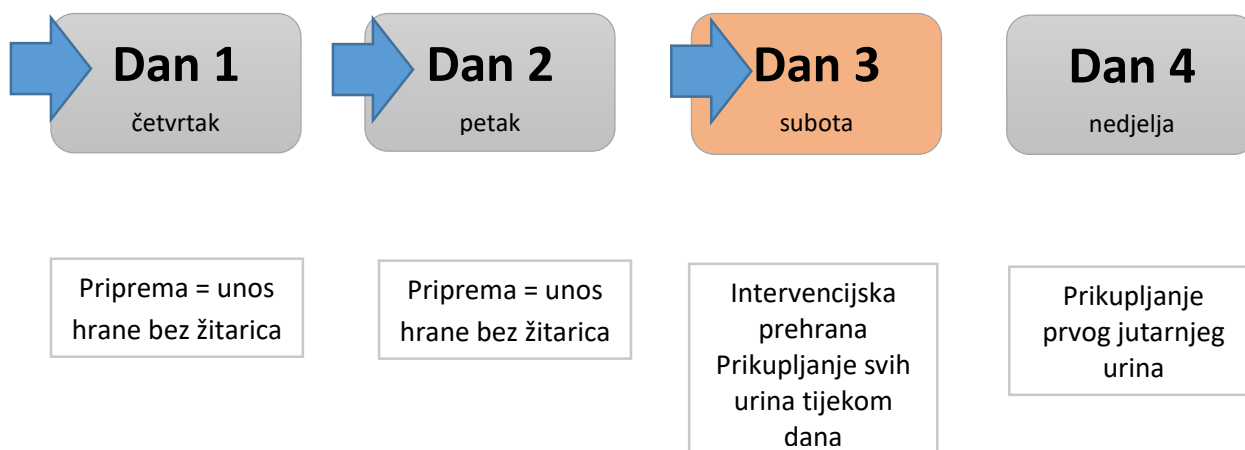 Dan 1
četvrtak
Dan 2
petak
Dan 3
subota
Dan 4
nedjelja
Priprema = unos
hrane bez žitarica
Priprema = unos
hrane bez žitarica
Intervencijska
prehrana
Prikupljanje svih
urina tijekom
dana
Prikupljanje
prvog jutarnjeg
urina